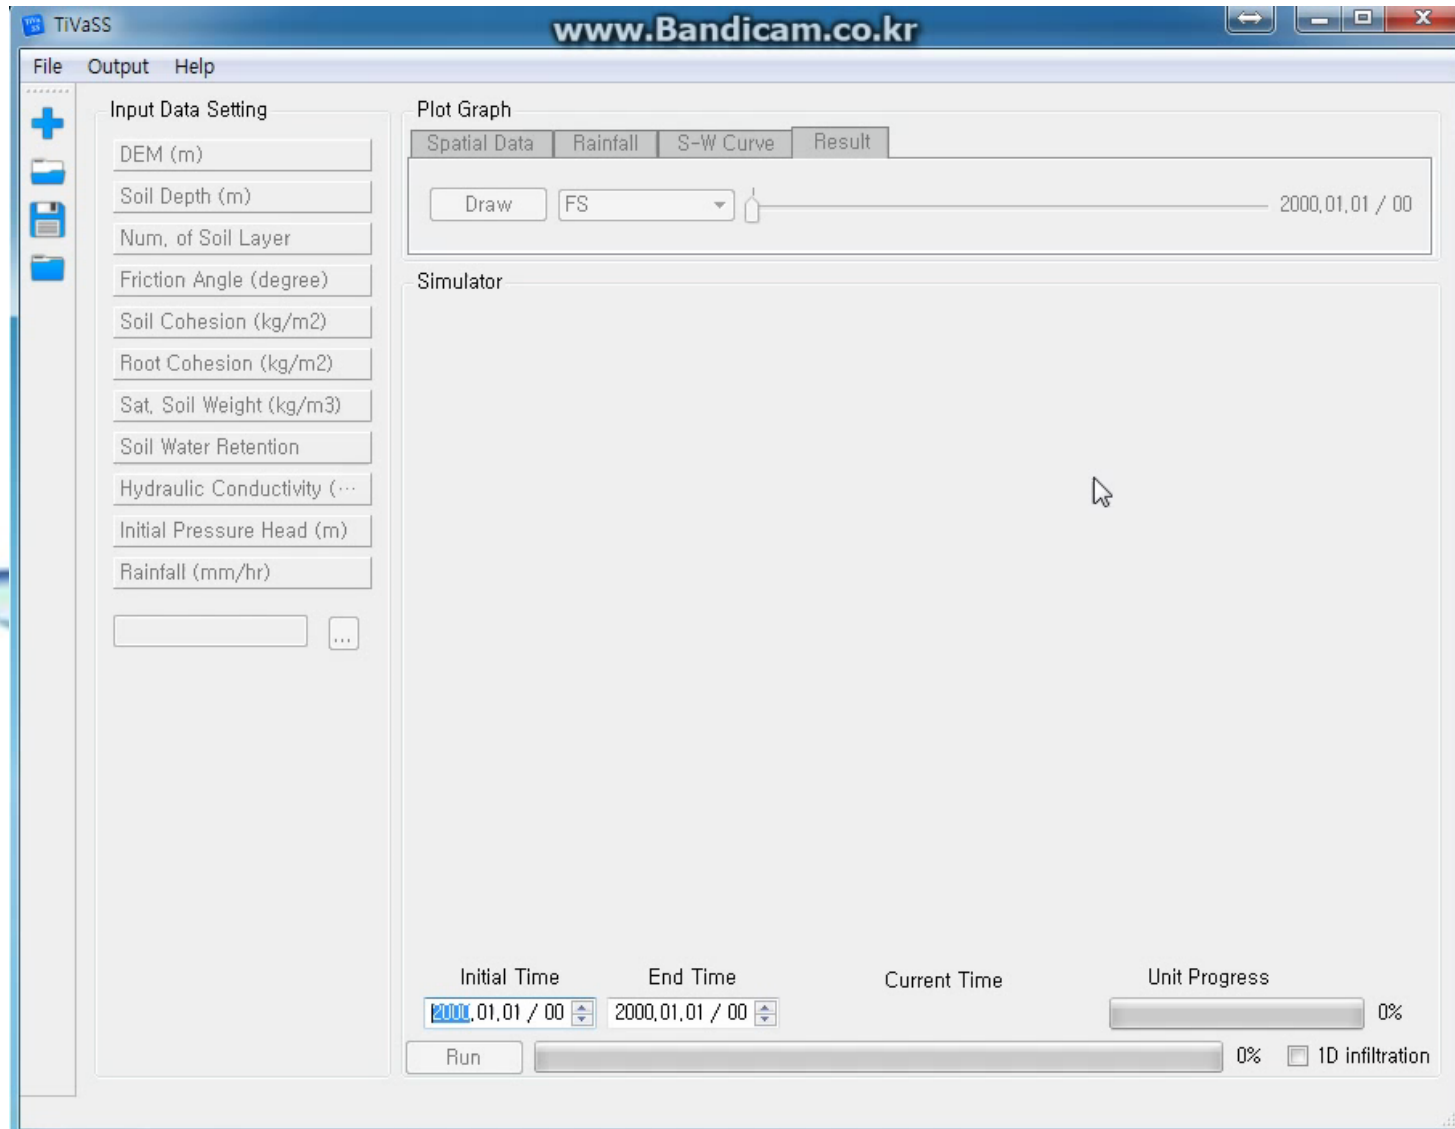 TiVaSS
www.Bandicam.co.kr
File Output Help
Input Data Setting
DEM (m)
Soil Depth (m)
Num, of Soil Layer
Friction Angle (degree)
Soil Cohesion (kg/m2)
Root Cohesion (kg/m2)
Sat, Soil Weight (kg/m3)
Soil Water Retention
Hydraulic Conductivity (···
Initial Pressure Head (m)
Rainfall (mm/hr)
...
Plot Graph
Spatial Data Rainfall S-W Curve Result
Draw FS 2000,01,01 / 00
Simulator
Initial Time End Time Current Time Unit Progress
2000,01,01 / 00 2000,01,01 / 00 0%
Run 0% 1D infiltration